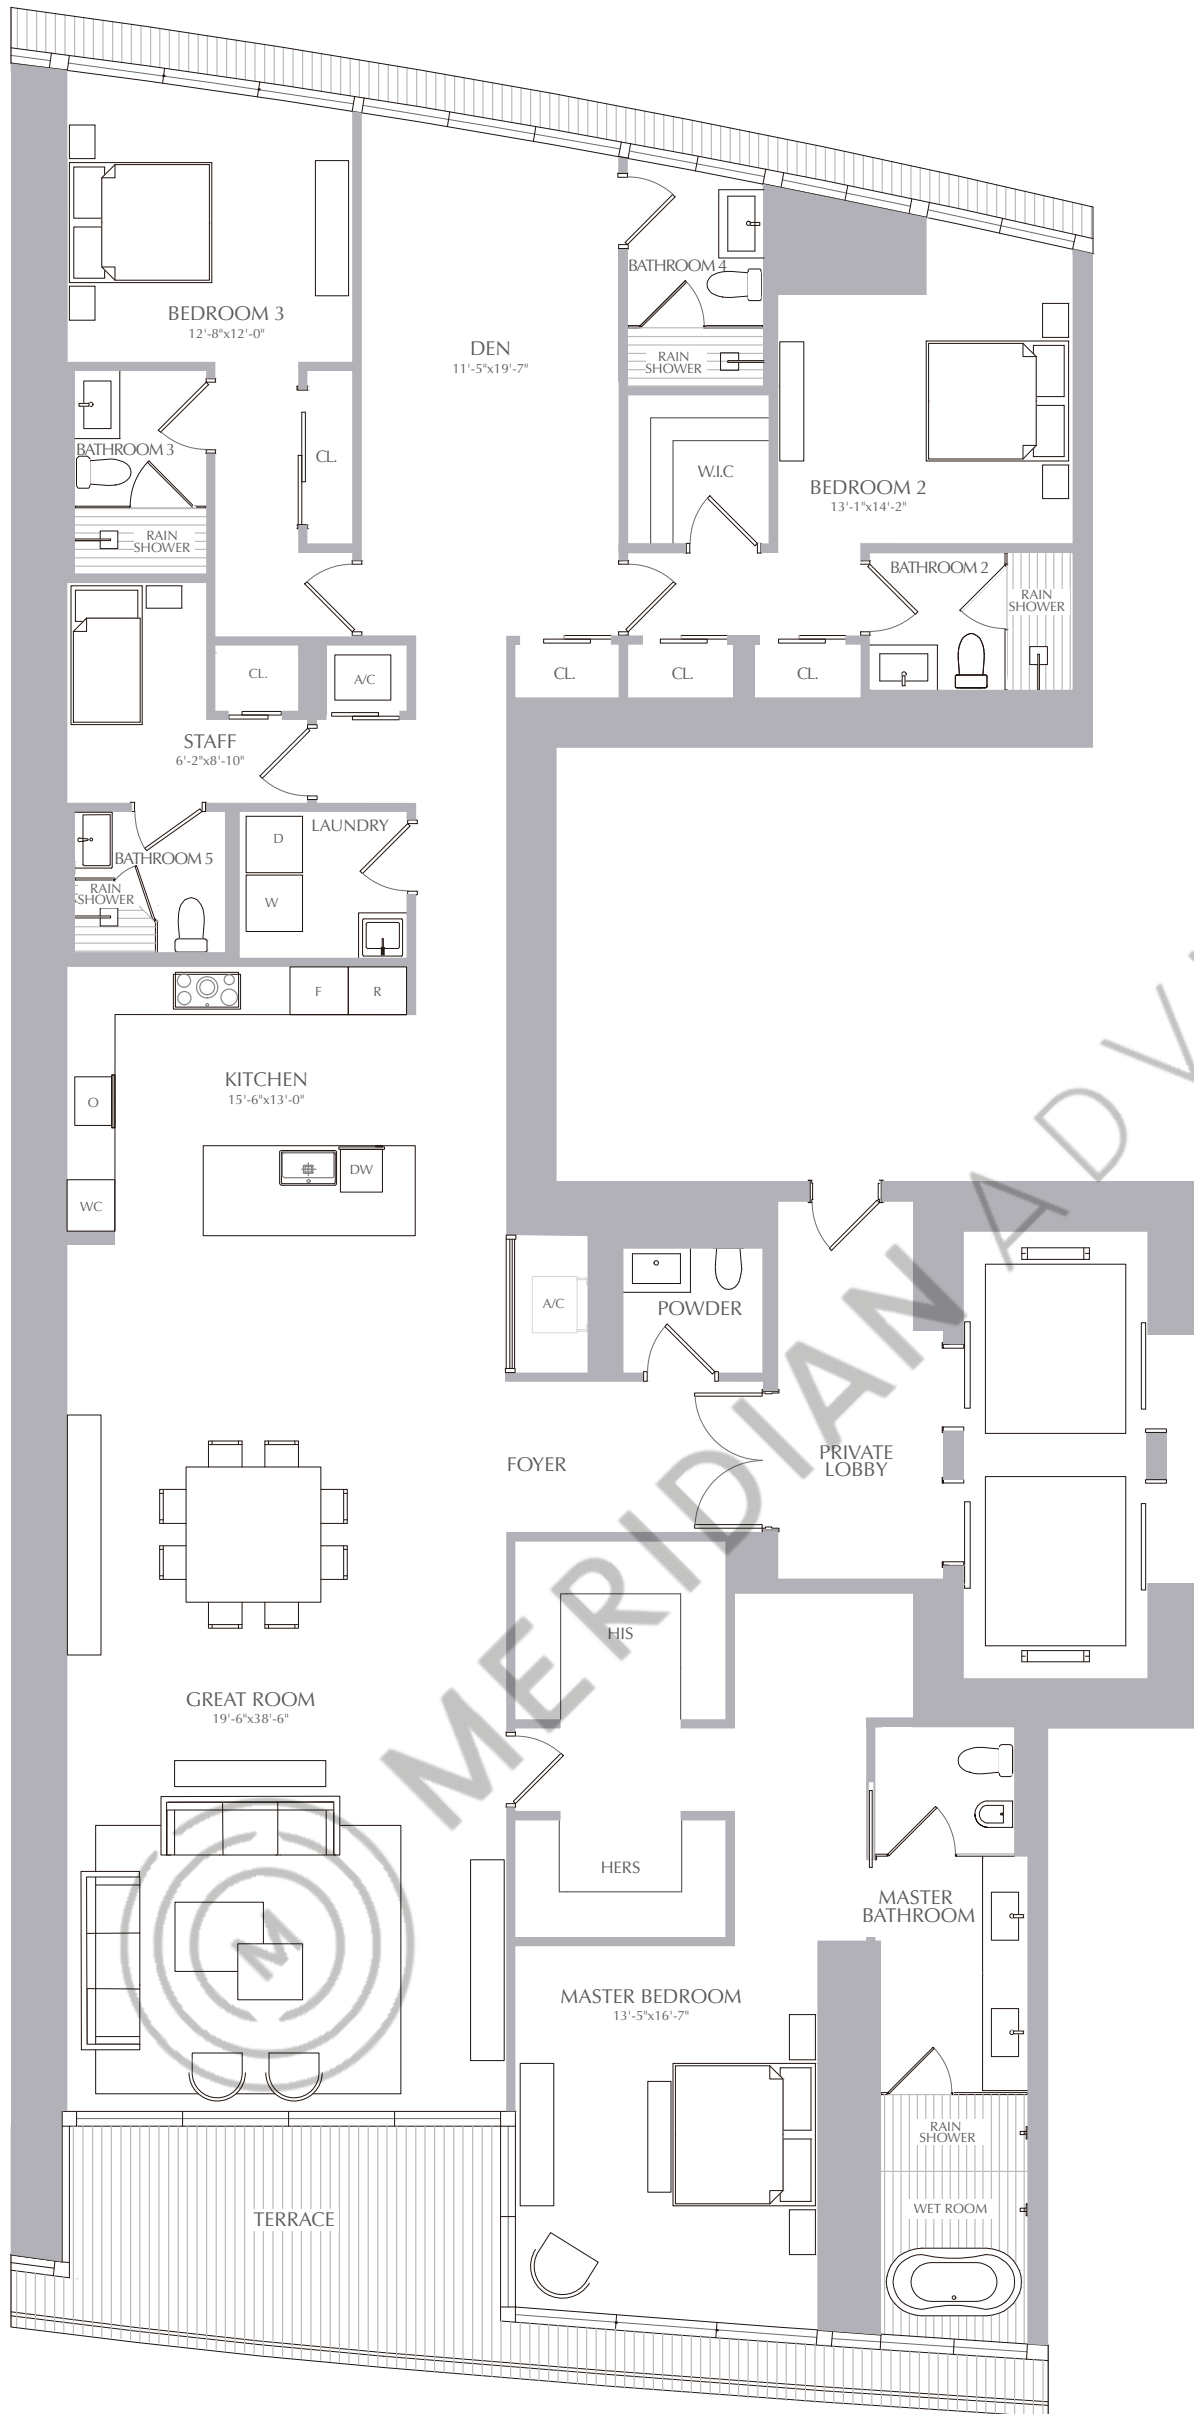 BEDROOM 3
12'-8"x12'-0"
DEN
11'-5"x19'-7"
BATHROOM 4
RAIN
SHOWER
BATHROOM 3
RAIN
SHOWER
CL.
W.I.C
BEDROOM 2
13'-1"x14'-2"
BATHROOM 2
RAIN
SHOWER
CL.
A/C
CL.
CL.
CL.
STAFF
6'-2"x8'-10"
LAUNDRY
D
W
BATHROOM 5
RAIN
SHOWER
F
R
KITCHEN
15'-6"x13'-0"
O
DW
WC
A/C
POWDER
FOYER
PRIVATE
LOBBY
HIS
GREAT ROOM
19'-6"x38'-6"
HERS
MASTER
BATHROOM
MASTER BEDROOM
13'-5"x16'-7"
RAIN
SHOWER
WET ROOM
TERRACE
M MERIDIAN ADV